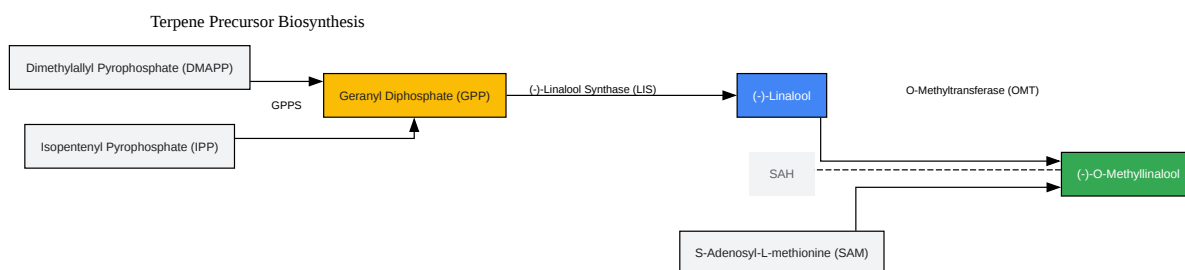 Terpene Precursor Biosynthesis
Dimethylallyl Pyrophosphate (DMAPP)
GPPS
Isopentenyl Pyrophosphate (IPP)
Geranyl Diphosphate (GPP)
(-)-Linalool Synthase (LIS)
(-)-Linalool
O-Methyltransferase (OMT)
SAH
(-)-O-Methyllinalool
S-Adenosyl-L-methionine (SAM)